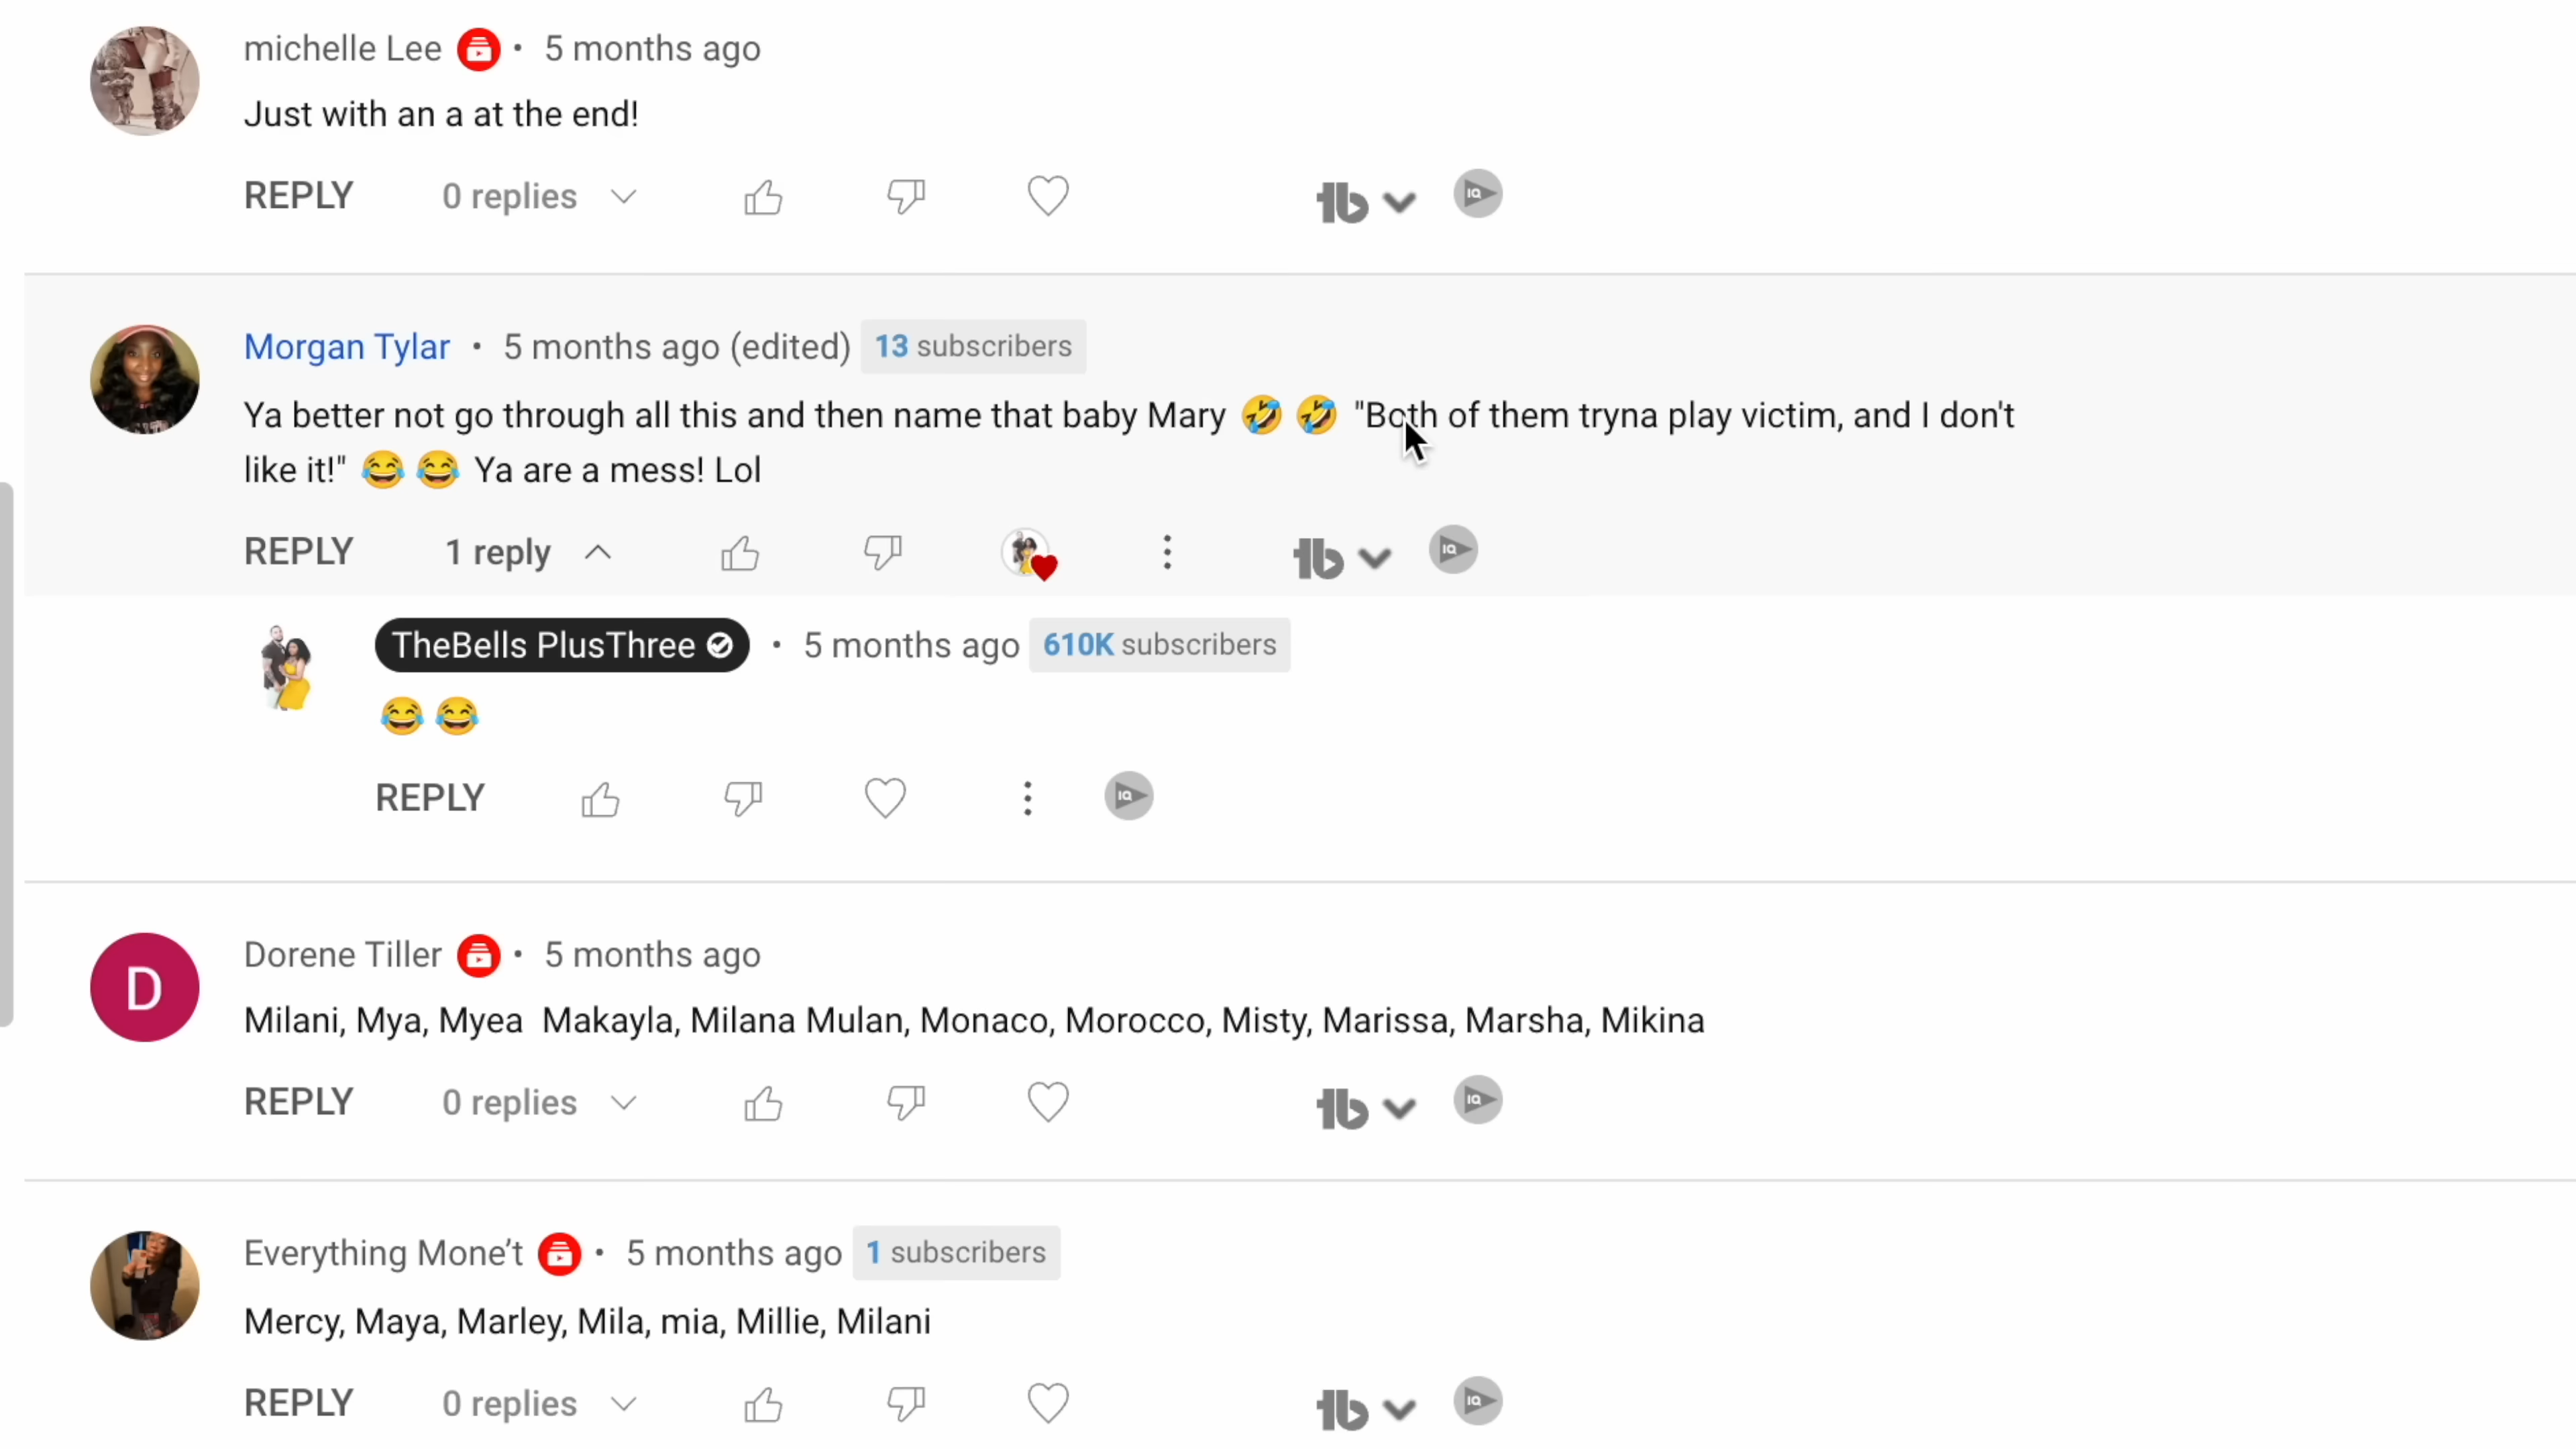 michelle Lee • 5 months ago
Just with an a at the end!
REPLY 0 replies
Morgan Tylar • 5 months ago (edited) 13 subscribers
Ya better not go through all this and then name that baby Mary 🤣 🤣 "Both of them tryna play victim, and I don't
like it!" 😂 😂 Ya are a mess! Lol
REPLY 1 reply
TheBells PlusThree • 5 months ago 610K subscribers
😂 😂
REPLY
D
Dorene Tiller • 5 months ago
Milani, Mya, Myea  Makayla, Milana Mulan, Monaco, Morocco, Misty, Marissa, Marsha, Mikina
REPLY 0 replies
Everything Mone’t • 5 months ago 1 subscribers
Mercy, Maya, Marley, Mila, mia, Millie, Milani
REPLY 0 replies